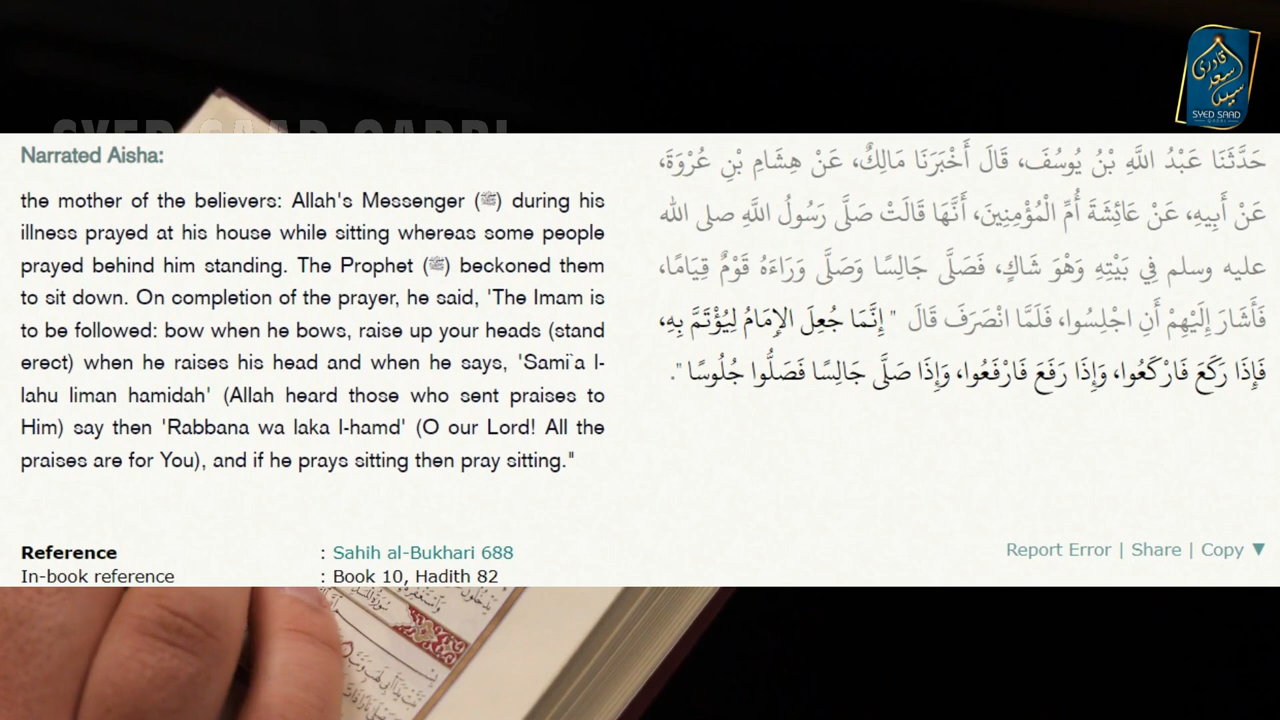 SYED SAAD QADRI
قادری
سعد
سید
SYED SAAD
QADRI
Narrated Aisha:
the mother of the believers: Allah's Messenger (ﷺ) during his
illness prayed at his house while sitting whereas some people
prayed behind him standing. The Prophet (ﷺ) beckoned them
to sit down. On completion of the prayer, he said, 'The Imam is
to be followed: bow when he bows, raise up your heads (stand
erect) when he raises his head and when he says, 'Sami`a l-
lahu liman hamidah' (Allah heard those who sent praises to
Him) say then 'Rabbana wa laka l-hamd' (O our Lord! All the
praises are for You), and if he prays sitting then pray sitting."
حَدَّثَنَا عَبْدُ اللَّهِ بْنُ يُوسُفَ، قَالَ أَخْبَرَنَا مَالِكٌ، عَنْ هِشَامِ بْنِ عُرْوَةَ،
عَنْ أَبِيهِ، عَنْ عَائِشَةَ أُمِّ الْمُؤْمِنِينَ، أَنَّهَا قَالَتْ صَلَّى رَسُولُ اللَّهِ صلى الله
عليه وسلم فِي بَيْتِهِ وَهْوَ شَاكٍ، فَصَلَّى جَالِسًا وَصَلَّى وَرَاءَهُ قَوْمٌ قِيَامًا،
فَأَشَارَ إِلَيْهِمْ أَنِ اجْلِسُوا، فَلَمَّا انْصَرَفَ قَالَ " إِنَّمَا جُعِلَ الإِمَامُ لِيُؤْتَمَّ بِهِ،
فَإِذَا رَكَعَ فَارْكَعُوا، وَإِذَا رَفَعَ فَارْفَعُوا، وَإِذَا صَلَّى جَالِسًا فَصَلُّوا جُلُوسًا ".
Reference : Sahih al-Bukhari 688
In-book reference : Book 10, Hadith 82
Report Error | Share | Copy ▼